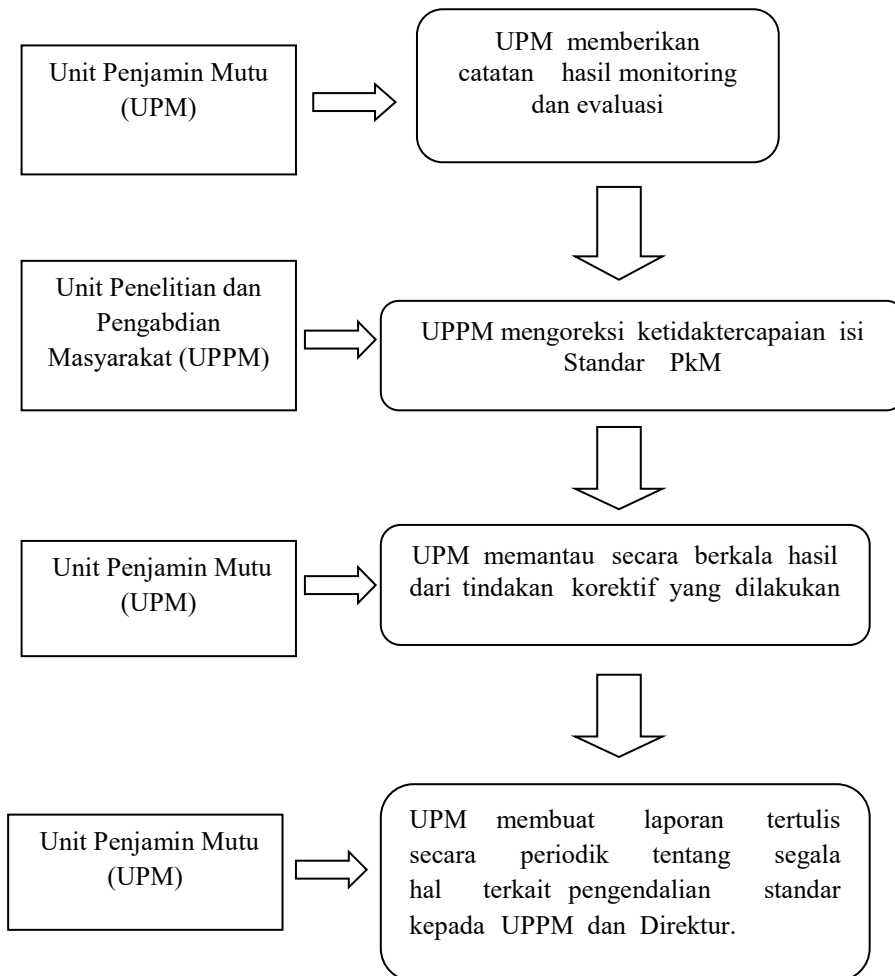 Unit Penjamin Mutu
(UPM)
UPM memberikan
catatan hasil monitoring
dan evaluasi
Unit Penelitian dan
Pengabdian
Masyarakat (UPPM)
UPPM mengoreksi ketidaktercapaian isi
Standar PkM
Unit Penjamin Mutu
(UPM)
UPM memantau secara berkala hasil
dari tindakan korektif yang dilakukan
Unit Penjamin Mutu
(UPM)
UPM membuat laporan tertulis
secara periodik tentang segala
hal terkait pengendalian standar
kepada UPPM dan Direktur.